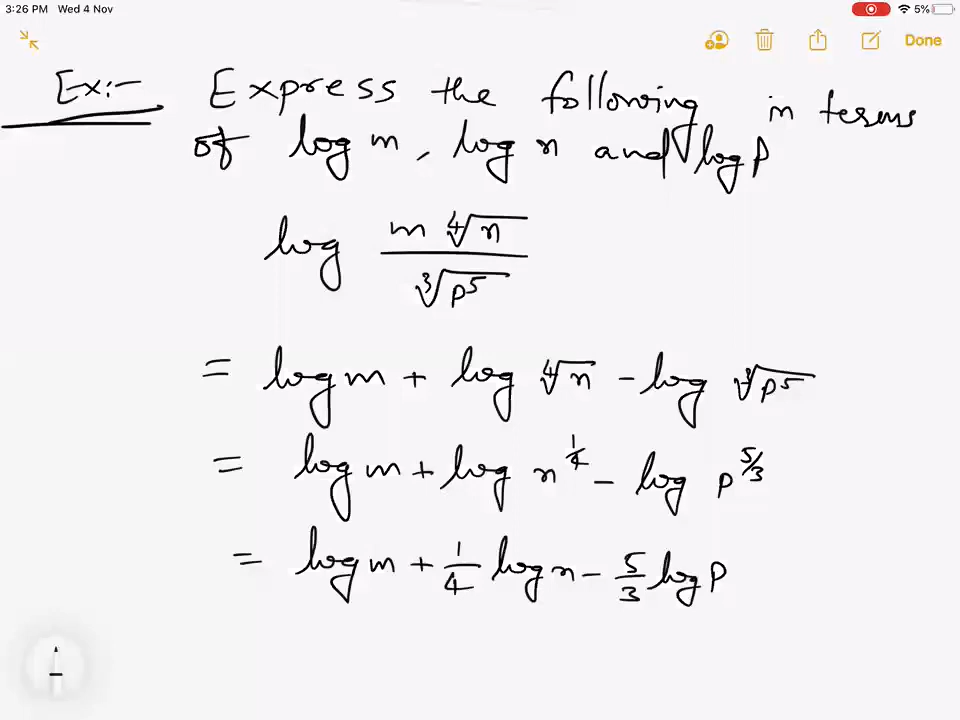 3:26 PM Wed 4 Nov 5%
Done
Ex:- Express the following in terms
of log m, log n and log p
log (m ∜n)/(∛p⁵)
= log m + log ∜n - log ∛p⁵
= log m + log n^1/4 - log p^5/3
= log m + 1/4 log n - 5/3 log p